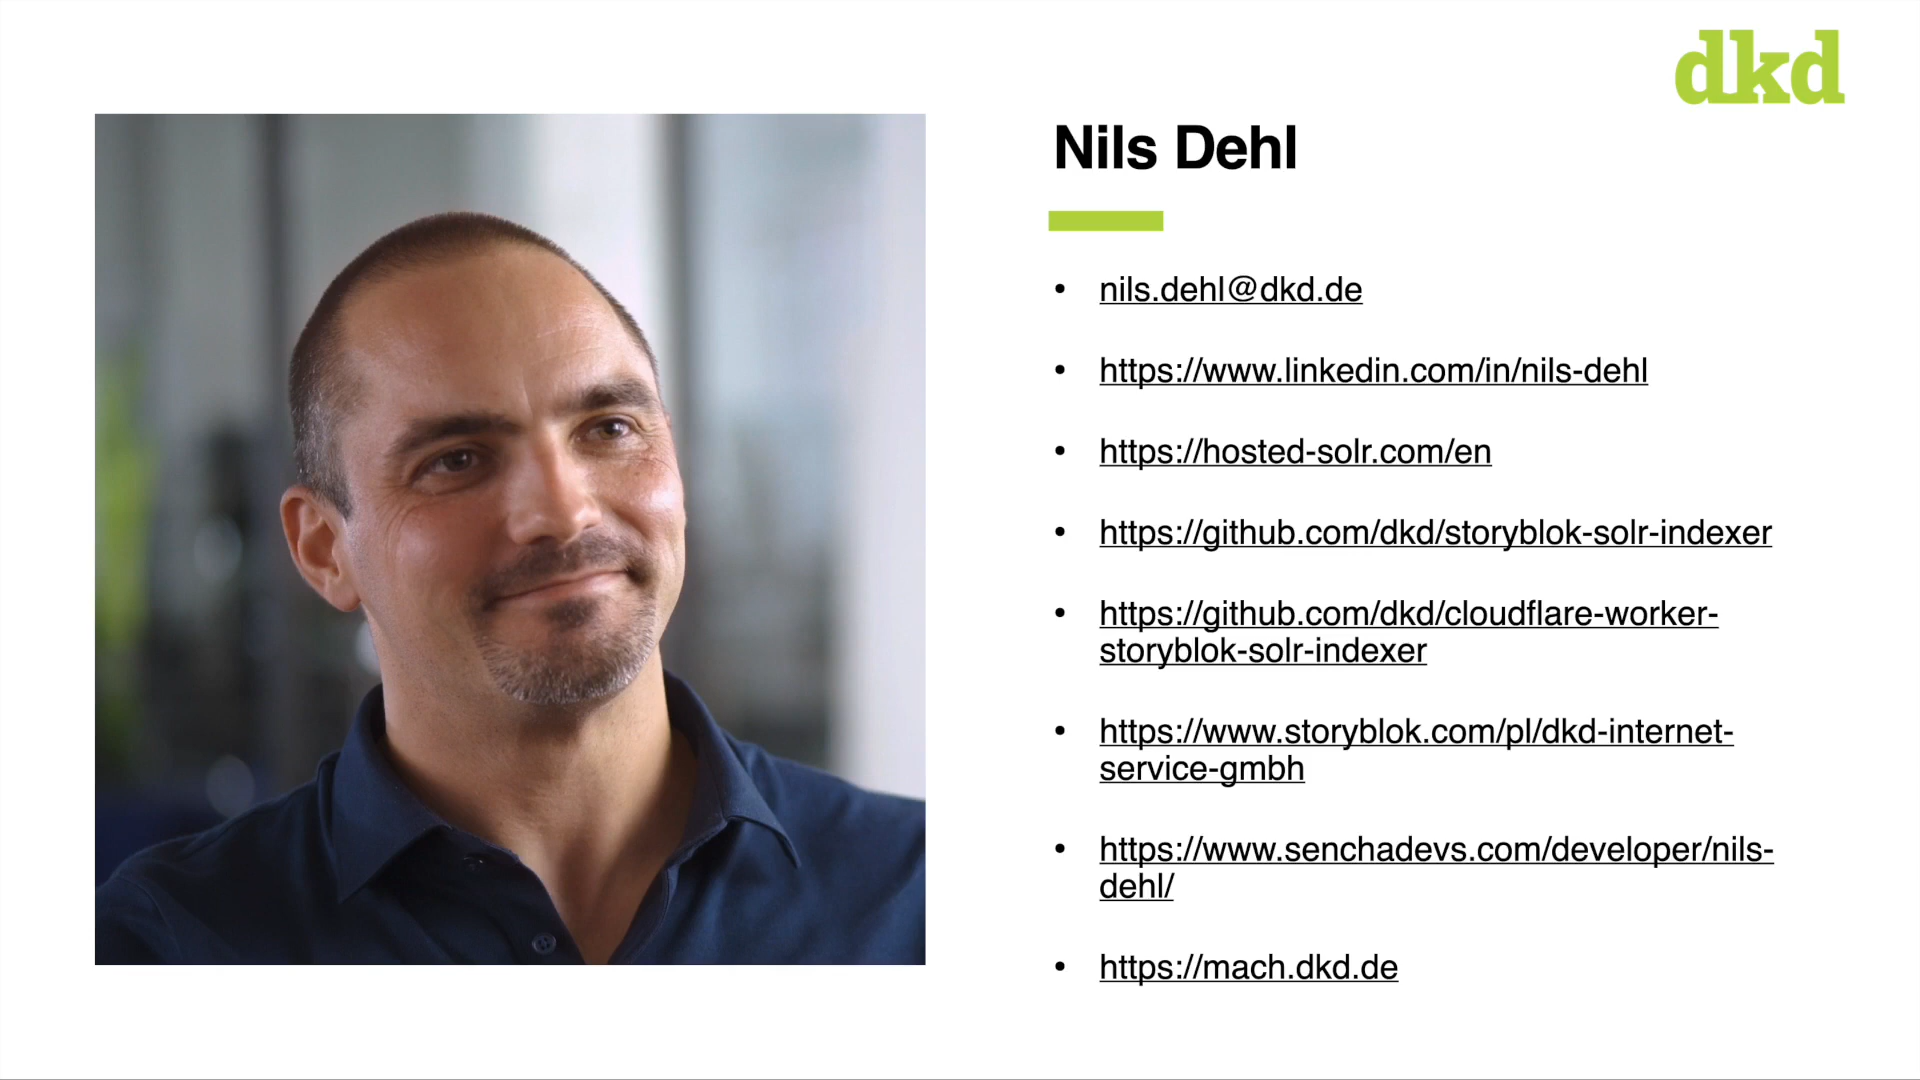 dkd
Nils Dehl
• nils.dehl@dkd.de
• https://www.linkedin.com/in/nils-dehl
• https://hosted-solr.com/en
• https://github.com/dkd/storyblok-solr-indexer
• https://github.com/dkd/cloudflare-worker-
storyblok-solr-indexer
• https://www.storyblok.com/pl/dkd-internet-
service-gmbh
• https://www.senchadevs.com/developer/nils-
dehl/
• https://mach.dkd.de